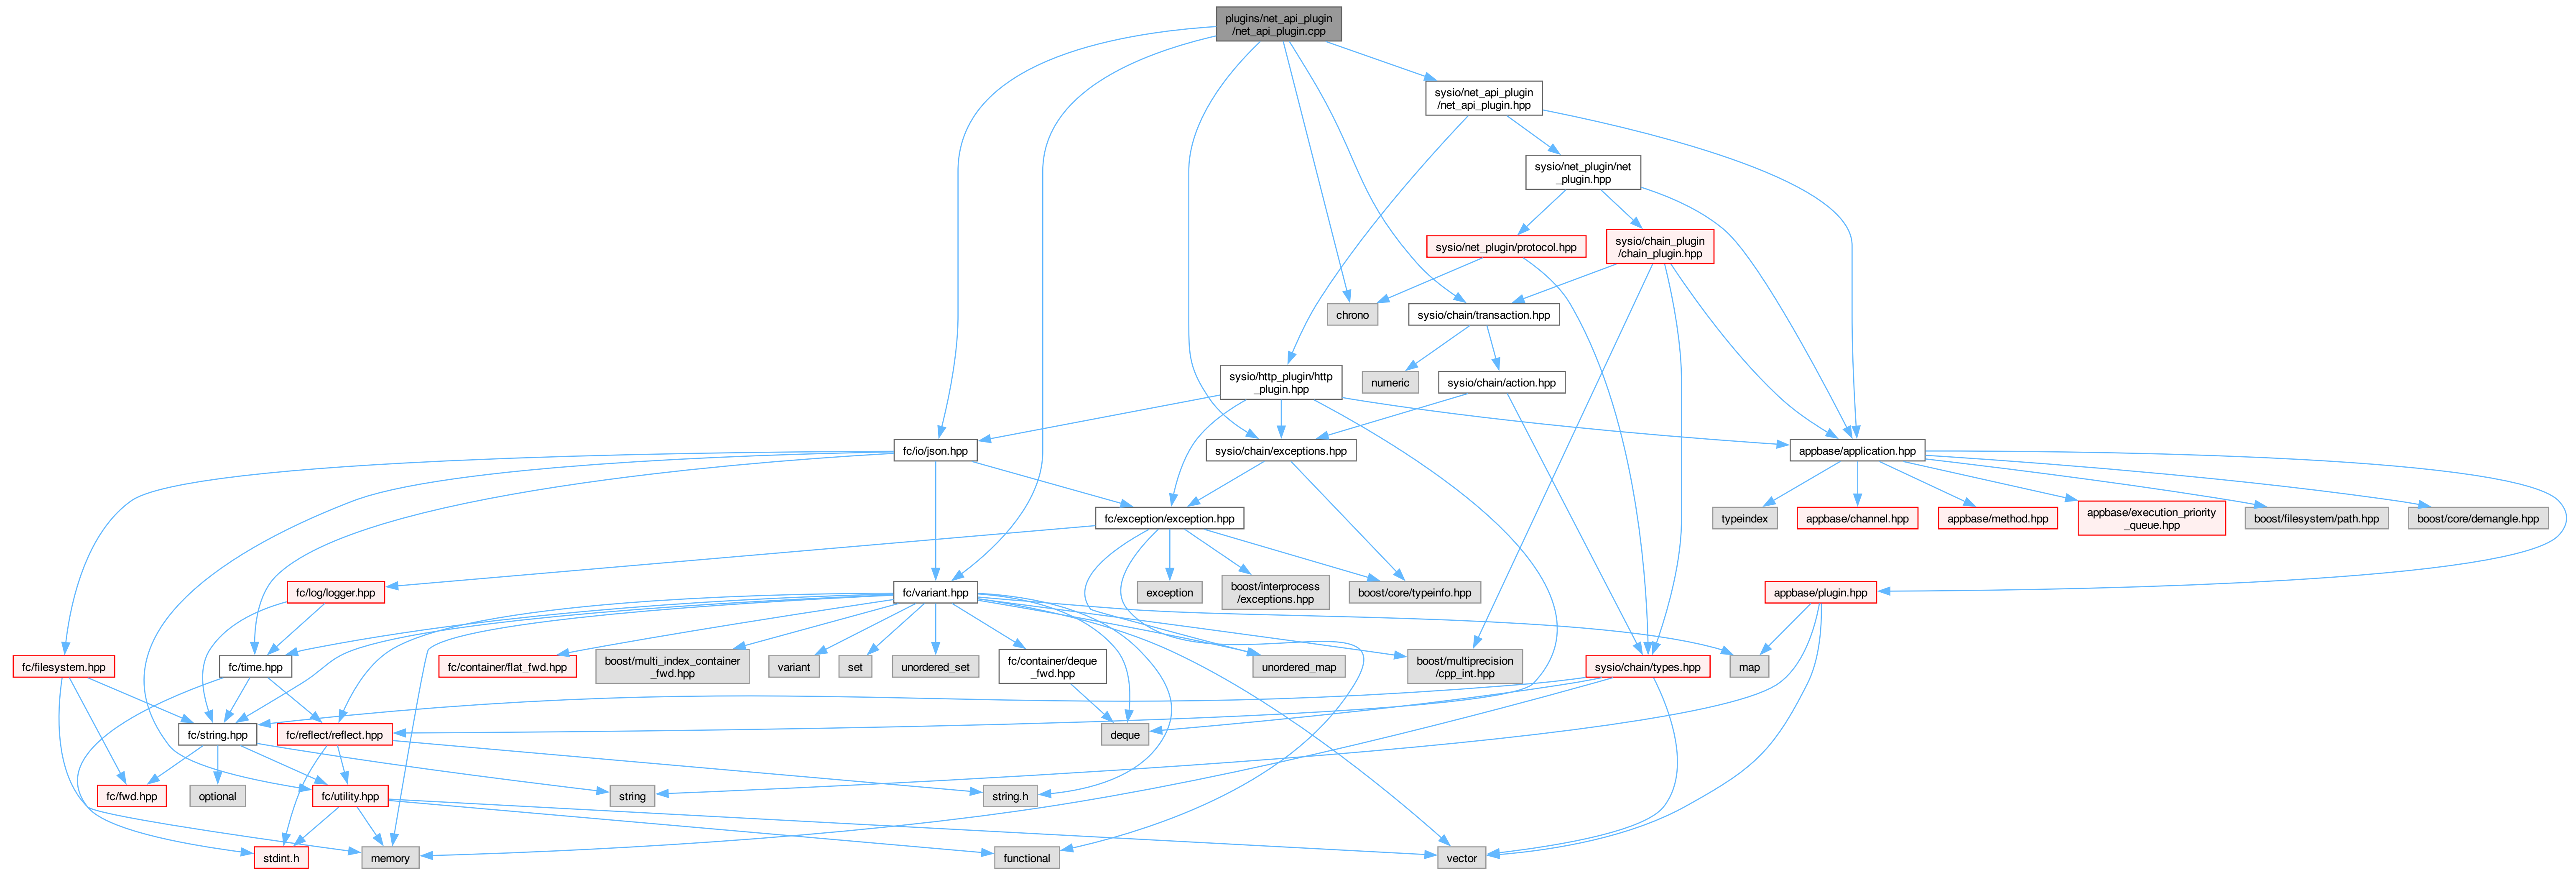 plugins/net_api_plugin
/net_api_plugin.cpp
sysio/net_api_plugin
/net_api_plugin.hpp
sysio/net_plugin/net
_plugin.hpp
sysio/net_plugin/protocol.hpp
sysio/chain_plugin
/chain_plugin.hpp
chrono
sysio/chain/transaction.hpp
sysio/http_plugin/http
_plugin.hpp
numeric
sysio/chain/action.hpp
fc/io/json.hpp
sysio/chain/exceptions.hpp
appbase/application.hpp
fc/exception/exception.hpp
typeindex
appbase/channel.hpp
appbase/method.hpp
appbase/execution_priority
_queue.hpp
boost/filesystem/path.hpp
boost/core/demangle.hpp
fc/log/logger.hpp
fc/variant.hpp
exception
boost/interprocess
/exceptions.hpp
boost/core/typeinfo.hpp
appbase/plugin.hpp
fc/filesystem.hpp
fc/time.hpp
fc/container/flat_fwd.hpp
boost/multi_index_container
_fwd.hpp
variant
set
unordered_set
fc/container/deque
_fwd.hpp
unordered_map
boost/multiprecision
/cpp_int.hpp
sysio/chain/types.hpp
map
fc/string.hpp
fc/reflect/reflect.hpp
deque
fc/fwd.hpp
optional
fc/utility.hpp
string
string.h
stdint.h
memory
functional
vector